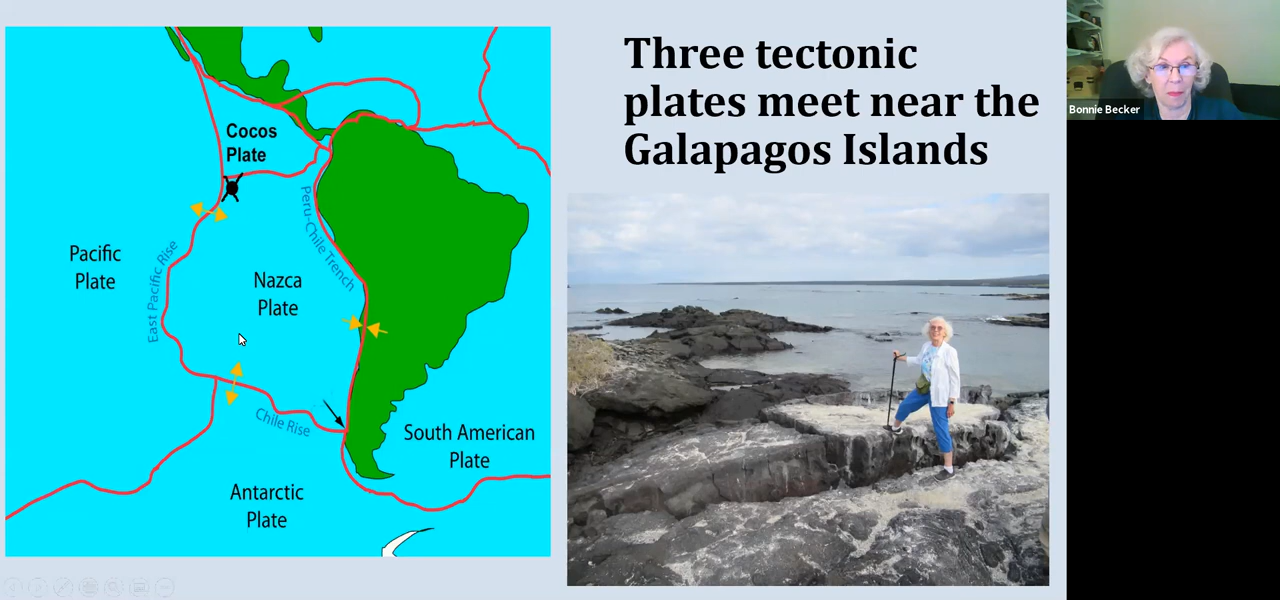 Three tectonic
plates meet near the
Galapagos Islands
Bonnie Becker
Cocos
Plate
Peru-Chile Trench
Pacific
Plate
East Pacific Rise
Nazca
Plate
Chile Rise
South American
Plate
Antarctic
Plate